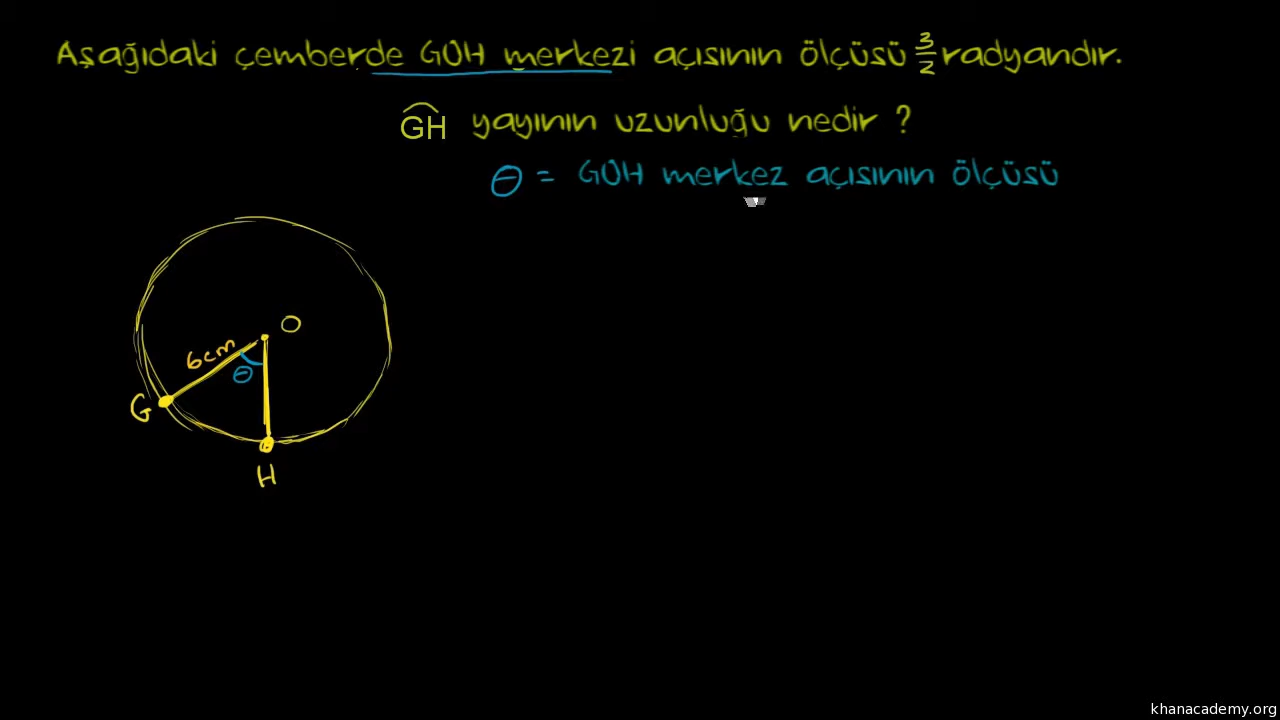 Aşağıdaki çemberde GOH merkezi açısının ölçüsü 3/2 radyandır.
GH yayının uzunluğu nedir ?
θ = GOH merkez açısının ölçüsü
O
6cm
θ
G
H
khanacademy.org